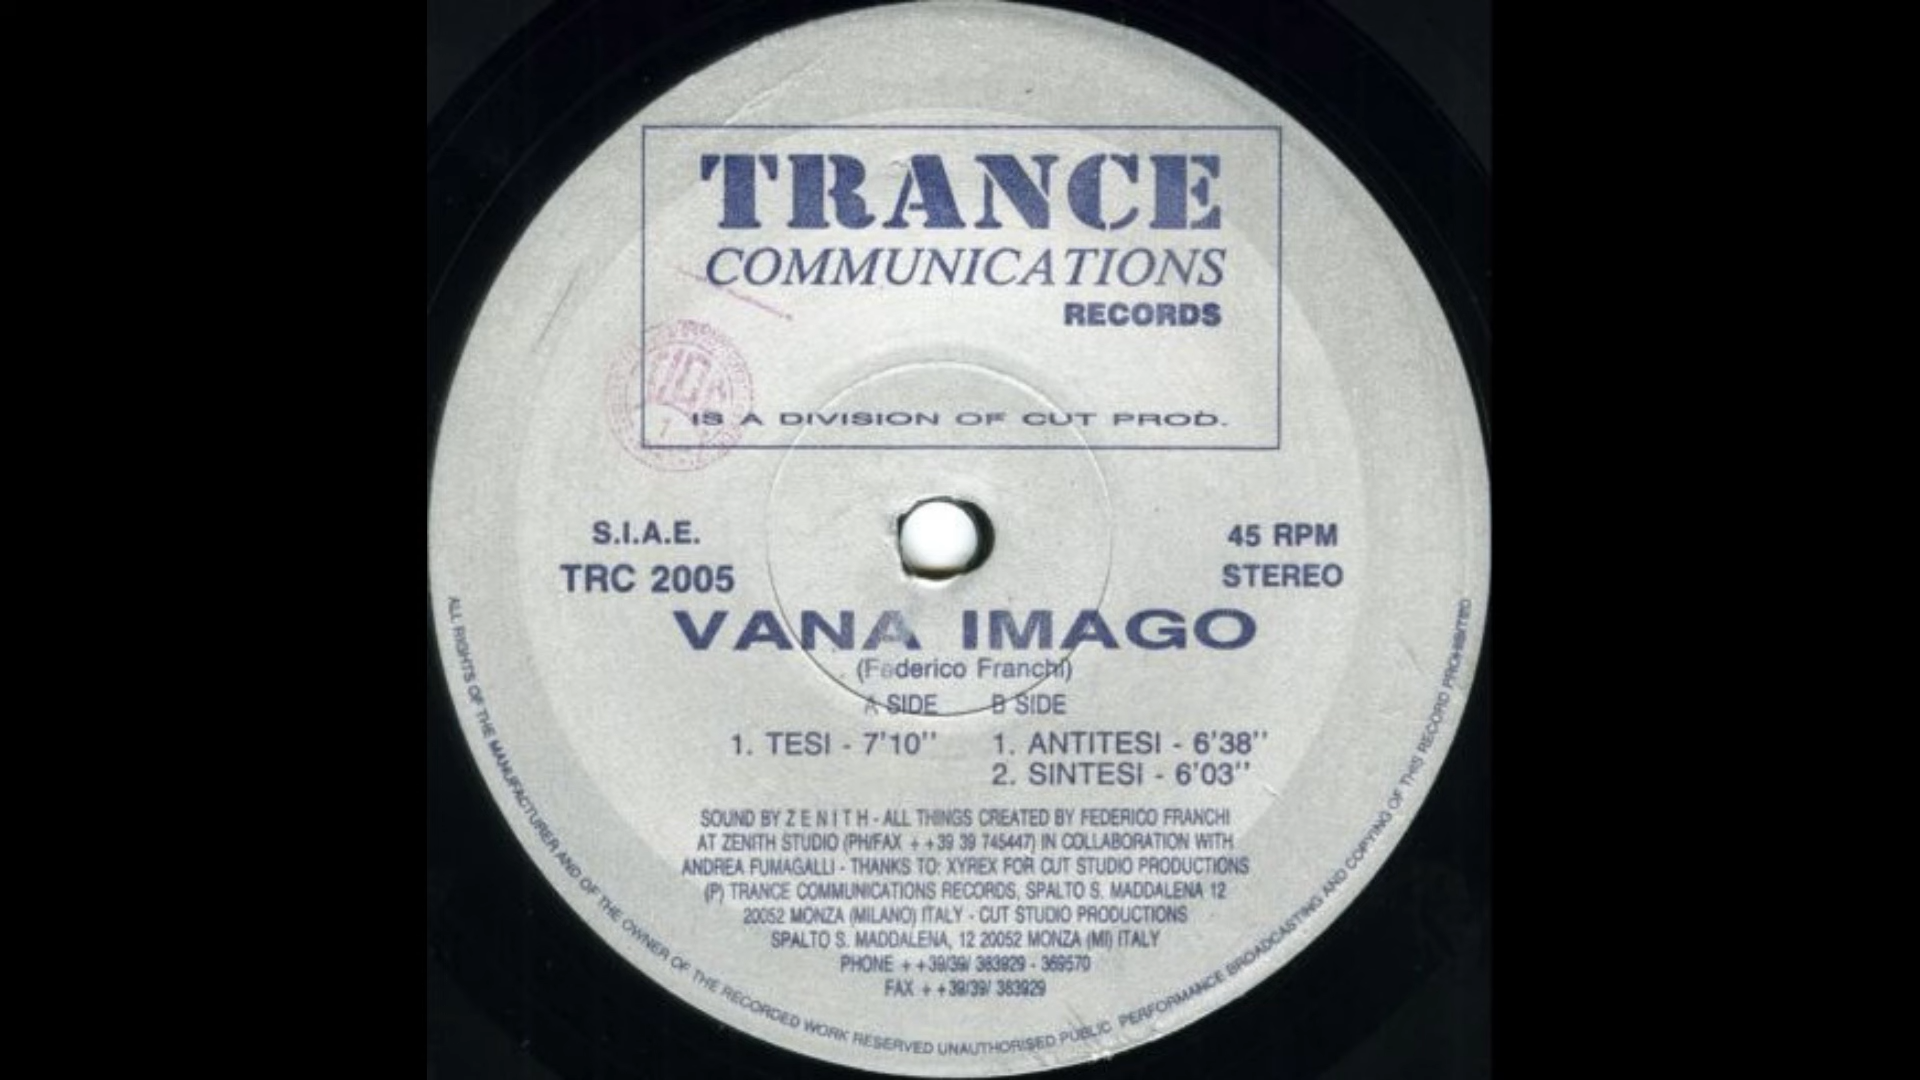 TRANCE
COMMUNICATIONS
RECORDS
IS A DIVISION OF CUT PROD.
S.I.A.E.
TRC 2005
45 RPM
STEREO
VANA IMAGO
(Federico Franchi)
A SIDE B SIDE
1. TESI - 7'10'' 1. ANTITESI - 6'38''
2. SINTESI - 6'03''
SOUND BY Z E N I T H - ALL THINGS CREATED BY FEDERICO FRANCHI
AT ZENITH STUDIO (PH/FAX + +39 39 745447) IN COLLABORATION WITH
ANDREA FUMAGALLI - THANKS TO: XYREX FOR CUT STUDIO PRODUCTIONS
(P) TRANCE COMMUNICATIONS RECORDS, SPALTO S. MADDALENA 12
20052 MONZA (MILANO) ITALY - CUT STUDIO PRODUCTIONS
SPALTO S. MADDALENA, 12 20052 MONZA (MI) ITALY
PHONE + +39/39/ 383929 - 369570
FAX + +39/39/ 383929
ALL RIGHTS OF THE MANUFACTURER AND OF THE OWNER OF THE RECORDED WORK RESERVED UNAUTHORISED PUBLIC PERFORMANCE BROADCASTING AND COPYING OF THIS RECORD PROHIBITED